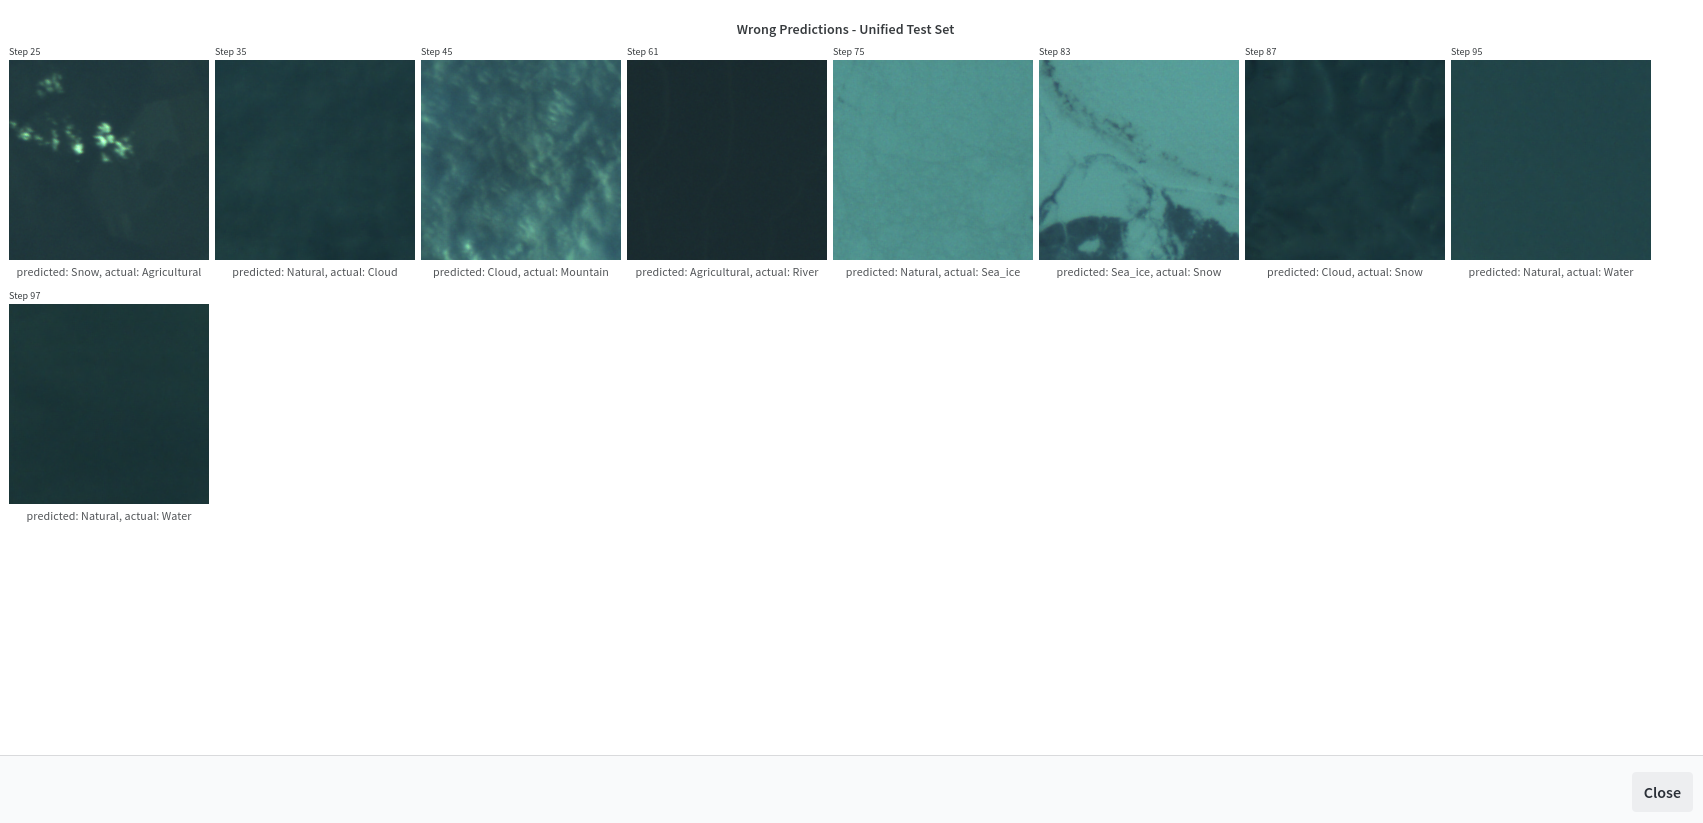 Wrong Predictions - Unified Test Set
Step 25
Step 35
Step 45
Step 61
Step 75
Step 83
Step 87
Step 95
predicted: Snow, actual: Agricultural
predicted: Natural, actual: Cloud
predicted: Cloud, actual: Mountain
predicted: Agricultural, actual: River
predicted: Natural, actual: Sea_ice
predicted: Sea_ice, actual: Snow
predicted: Cloud, actual: Snow
predicted: Natural, actual: Water
Step 97
predicted: Natural, actual: Water
Close